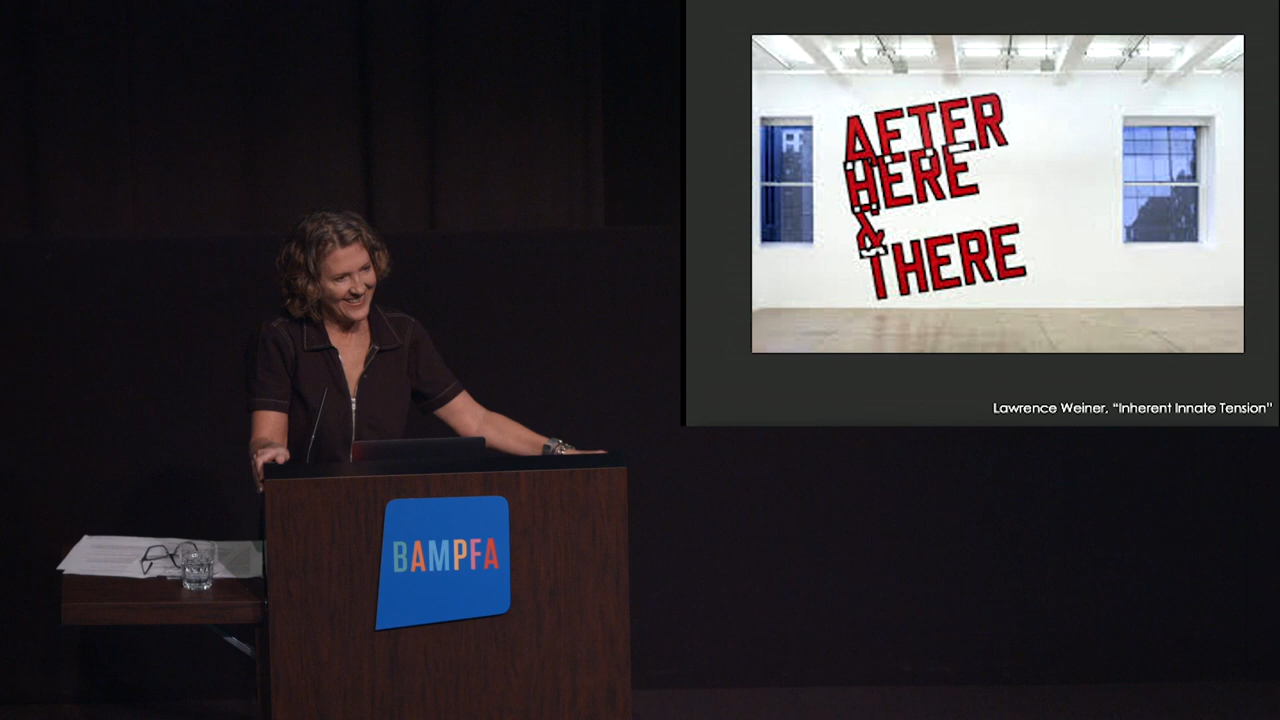 AFTER
HERE
&
THERE
Lawrence Weiner, "Inherent Innate Tension"
BAMPFA